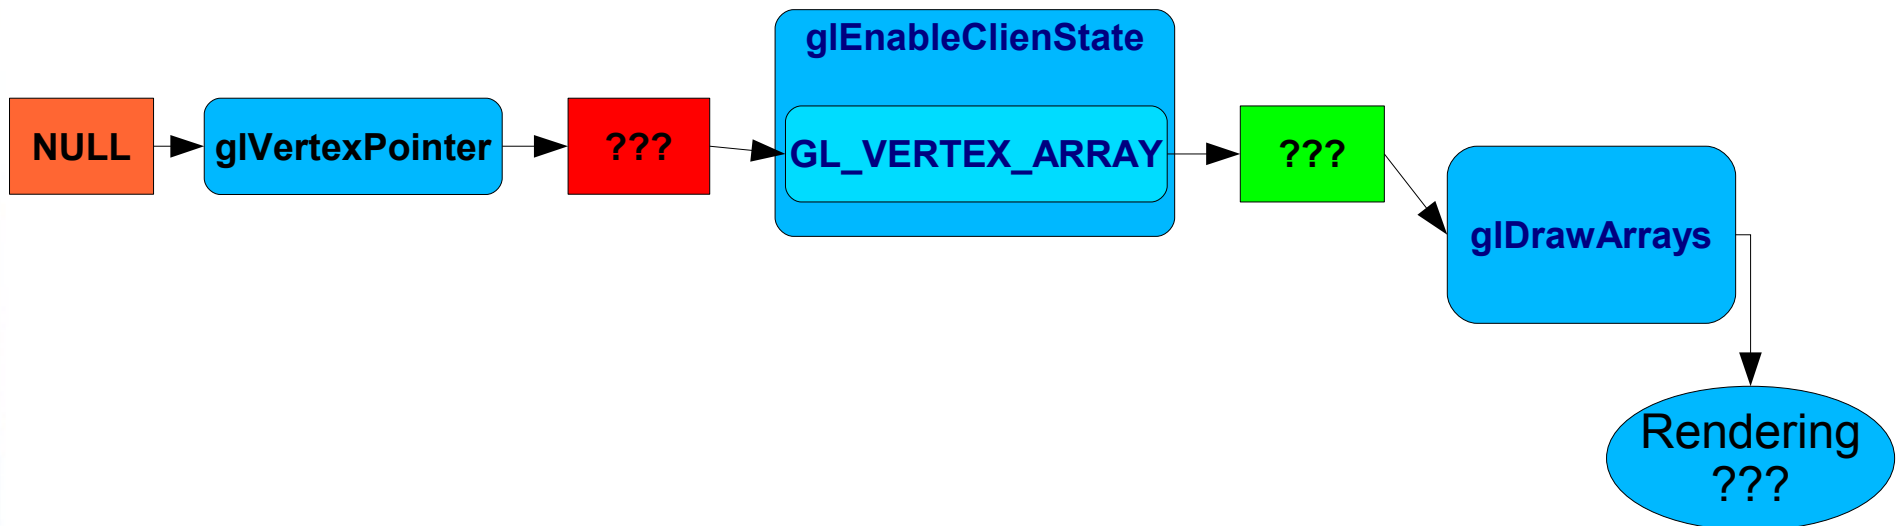 glEnableClienState
NULL
glVertexPointer
???
GL_VERTEX_ARRAY
???
glDrawArrays
Rendering
???